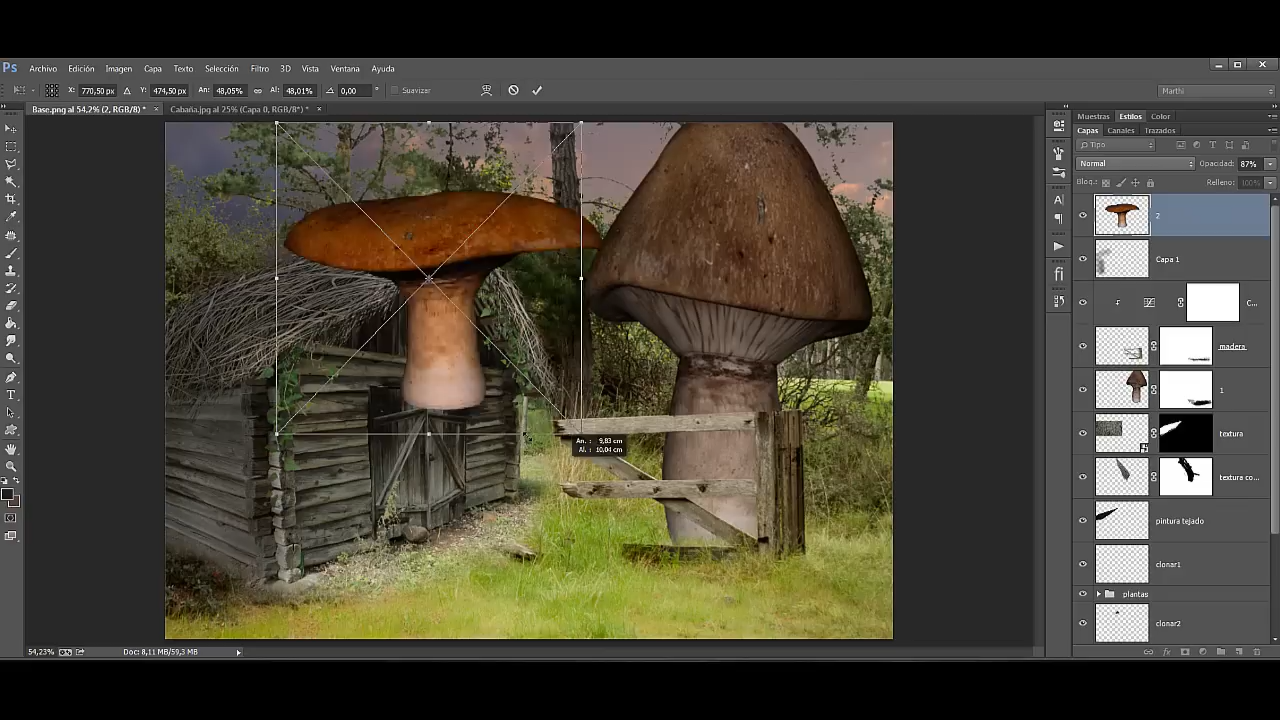 Ps Archivo Edición Imagen Capa Texto Selección Filtro 3D Vista Ventana Ayuda
X: 770,50 px Y: 474,50 px An: 48,05% Al: 48,01% 0,00 ° Suavizar Marthi
Base.png al 54,2% (2, RGB/8) * × Cabaña.jpg al 25% (Capa 0, RGB/8*) * ×
Muestras Estilos Color
Capas Canales Trazados
Tipo
Normal Opacidad: 87%
Bloq.: Relleno: 100%
2
Capa 1
C...
madera
1
textura
textura co...
pintura tejado
clonar1
plantas
clonar2
An. : 9,83 cm
Al. : 10,04 cm
54,23% Doc: 8,11 MB/59,3 MB